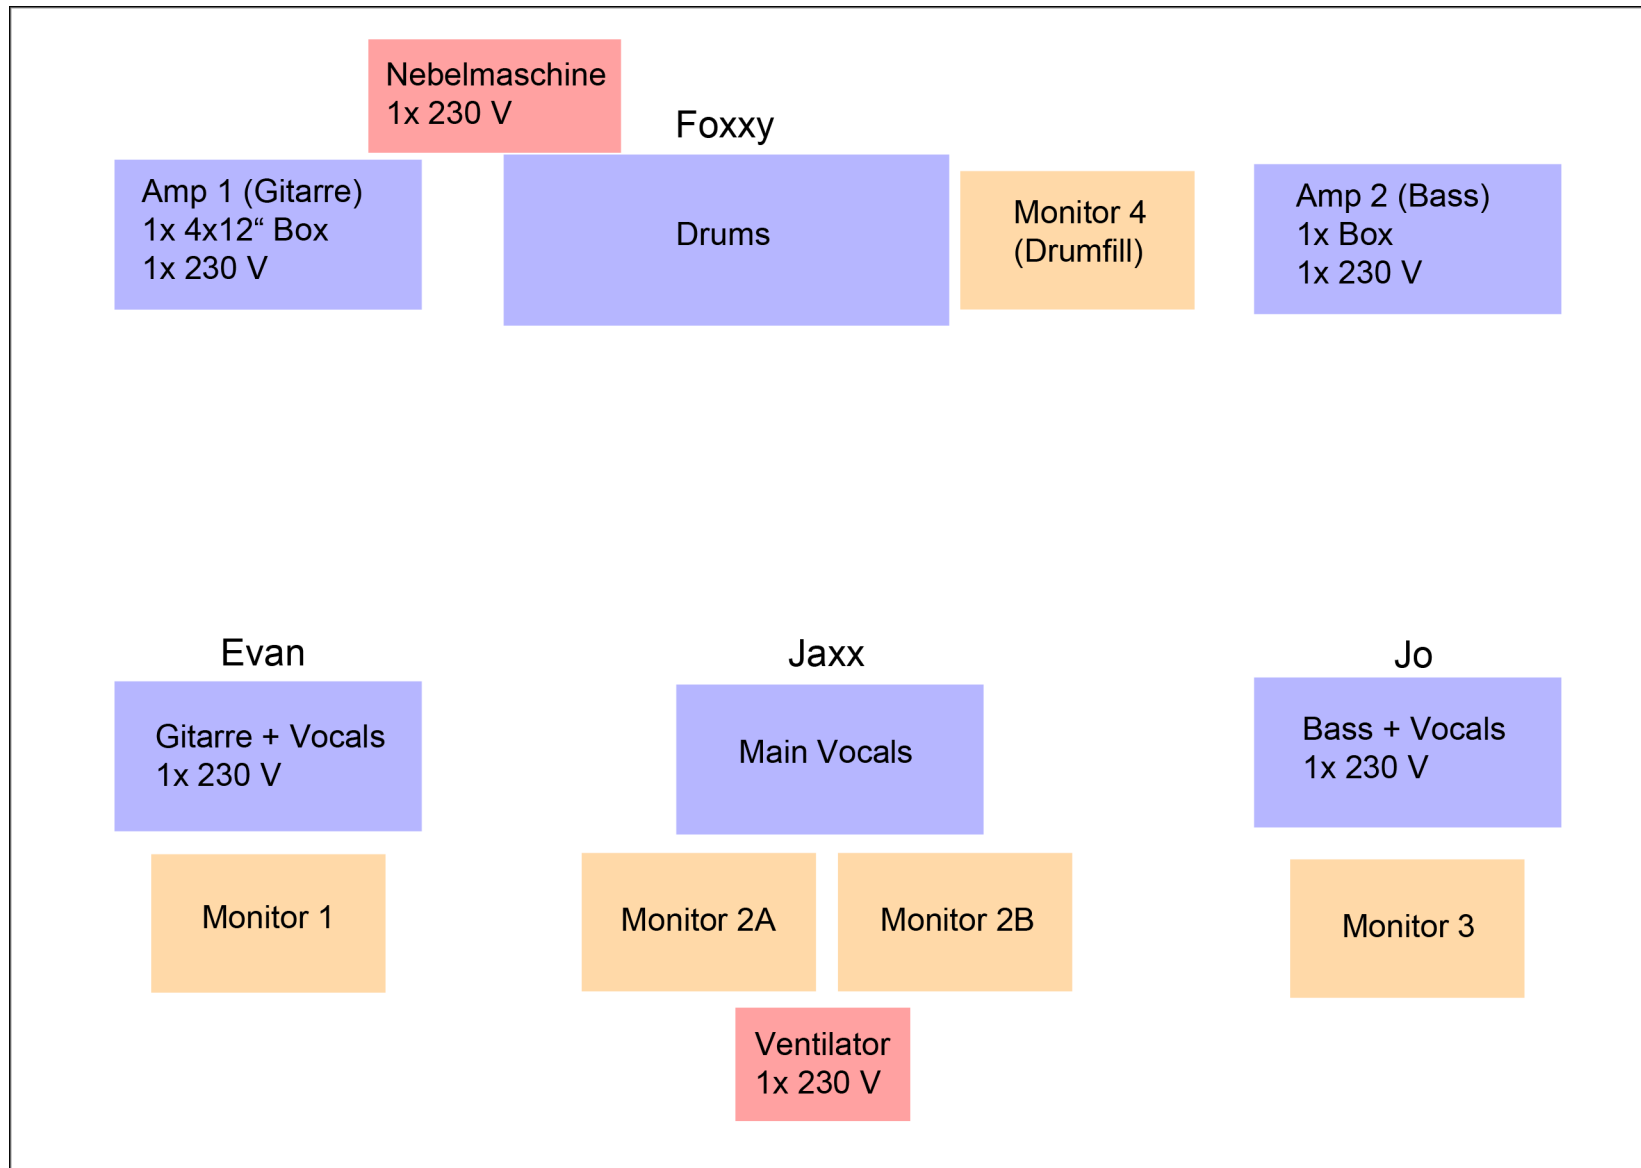 Nebelmaschine
1x 230 V
Foxxy
Amp 1 (Gitarre)
1x 4x12“ Box
1x 230 V
Drums
Monitor 4
(Drumfill)
Amp 2 (Bass)
1x Box
1x 230 V
Evan
Jaxx
Jo
Gitarre + Vocals
1x 230 V
Main Vocals
Bass + Vocals
1x 230 V
Monitor 1
Monitor 2A
Monitor 2B
Monitor 3
Ventilator
1x 230 V